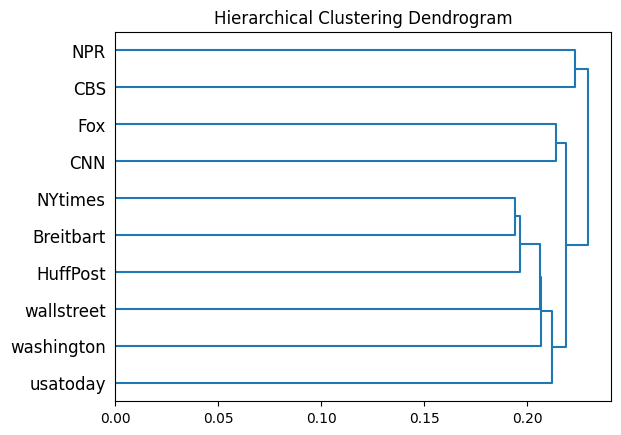 Hierarchical Clustering Dendrogram
NPR
CBS
Fox
CNN
NYtimes
Breitbart
HuffPost
wallstreet
washington
usatoday
0.00 0.05 0.10 0.15 0.20